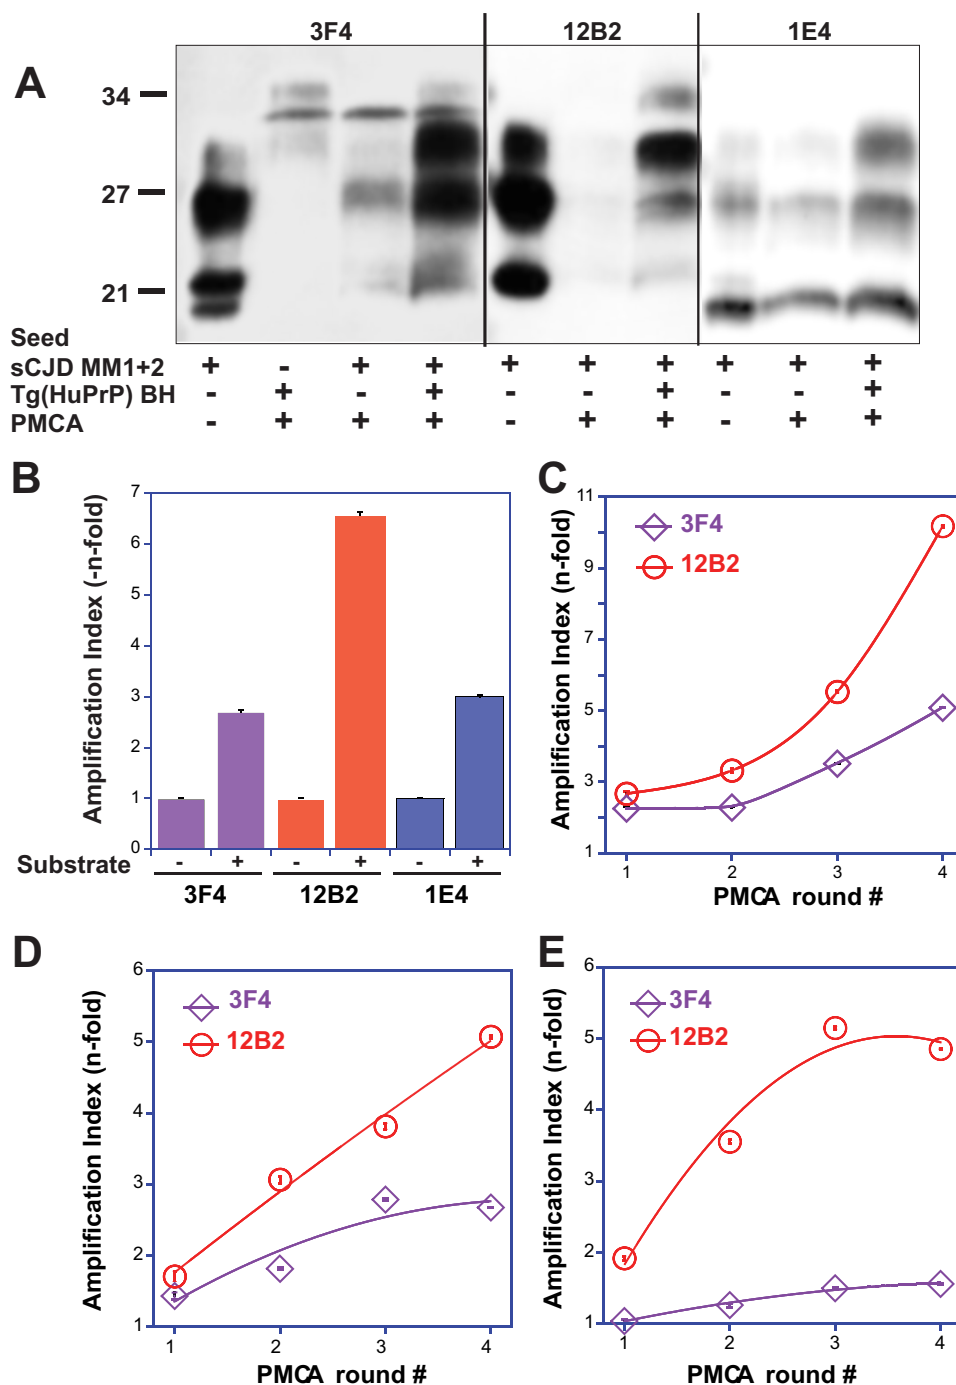 3F4 12B2 1E4
A
34
27
21
Seed
sCJD MM1+2 + - + + + + + + + +
Tg(HuPrP) BH - + - + - - + - - +
PMCA - + + + - + + - + +
B
Amplification Index (-n-fold)
7
6
5
4
3
2
1
0
Substrate - + - + - +
3F4 12B2 1E4
C
Amplification Index (n-fold)
11
9
7
5
3
1
3F4
12B2
1 2 3 4
PMCA round #
D
Amplification Index (n-fold)
6
5
4
3
2
1
3F4
12B2
1 2 3 4
PMCA round #
E
Amplification Index (n-fold)
6
5
4
3
2
1
3F4
12B2
1 2 3 4
PMCA round #